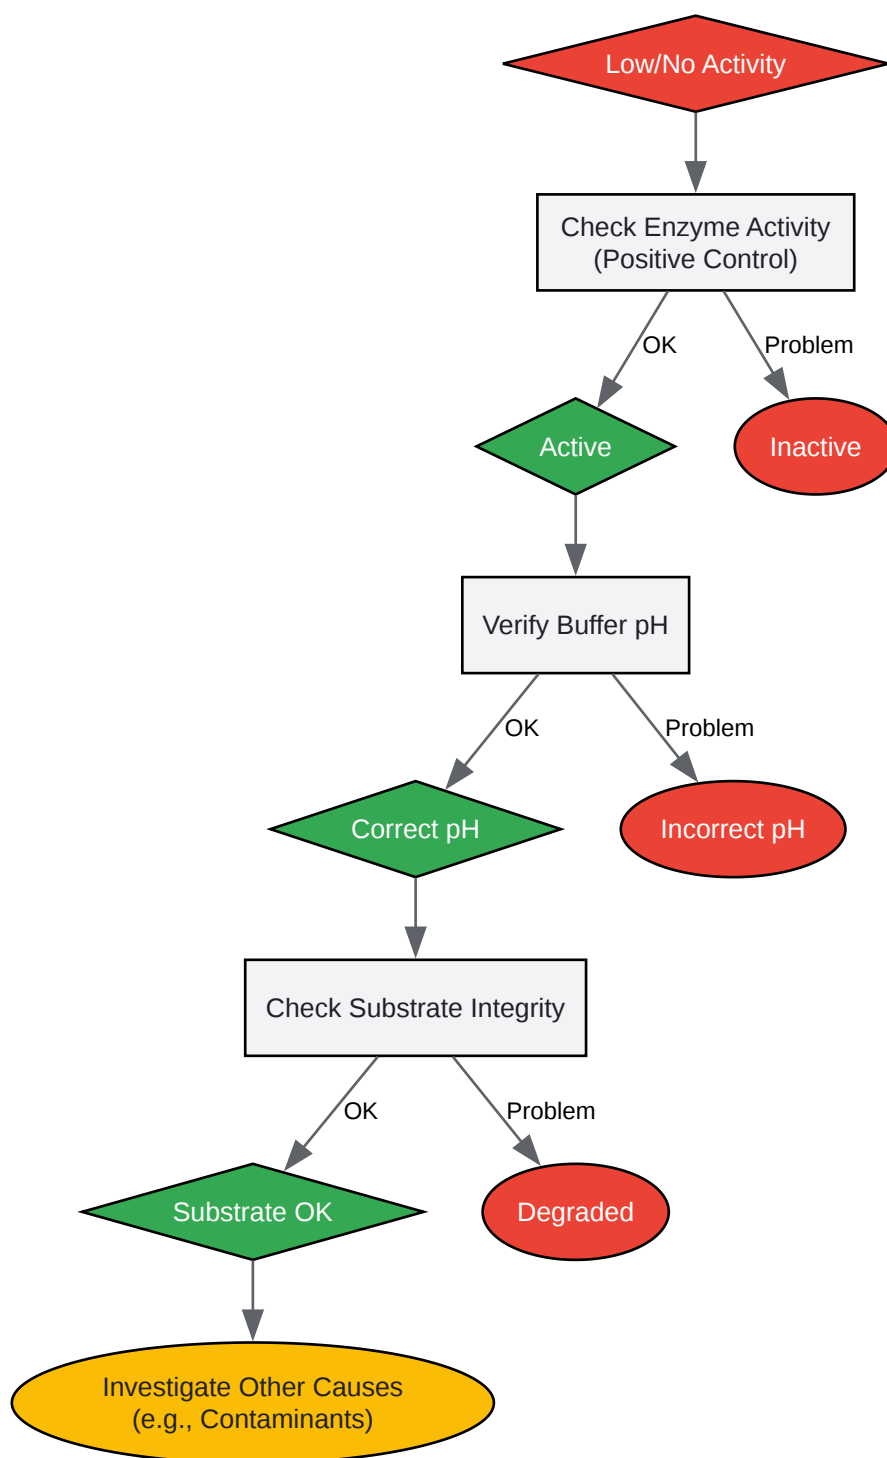 Low/No Activity
Check Enzyme Activity
(Positive Control)
OK
Problem
Active
Inactive
Verify Buffer pH
OK
Problem
Correct pH
Incorrect pH
Check Substrate Integrity
OK
Problem
Substrate OK
Degraded
Investigate Other Causes
(e.g., Contaminants)